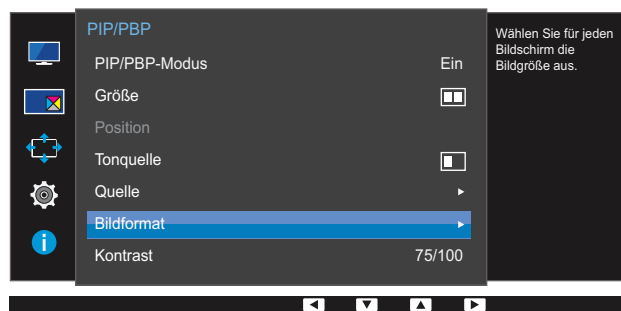 PIP/PBP
PIP/PBP-Modus Ein
Größe
Position
Tonquelle
Quelle
Bildformat
Kontrast 75/100
Wählen Sie für jeden
Bildschirm die
Bildgröße aus.